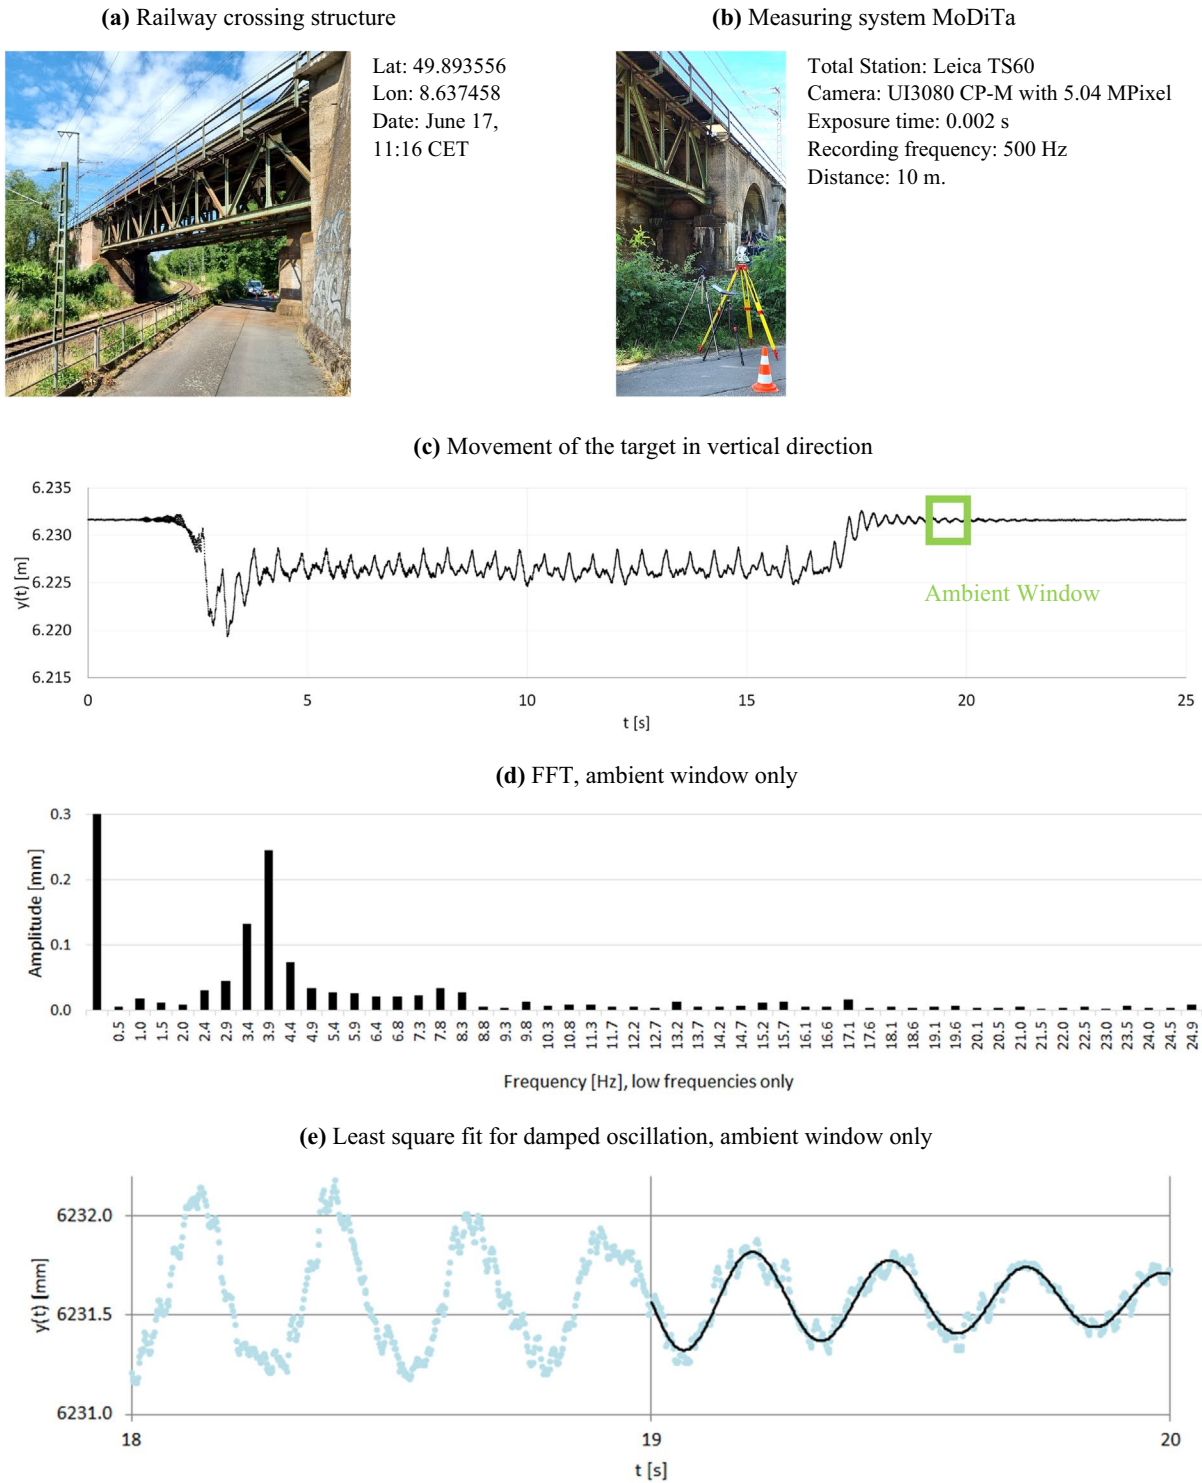 (a) Railway crossing structure
(b) Measuring system MoDiTa
Lat: 49.893556
Lon: 8.637458
Date: June 17,
11:16 CET
Total Station: Leica TS60
Camera: UI3080 CP-M with 5.04 MPixel
Exposure time: 0.002 s
Recording frequency: 500 Hz
Distance: 10 m.
(c) Movement of the target in vertical direction
y(t) [m]
6.235
6.230
6.225
6.220
6.215
Ambient Window
0 5 10 15 20 25
t [s]
(d) FFT, ambient window only
Amplitude [mm]
0.3
0.2
0.1
0.0
0.5 1.0 1.5 2.0 2.4 2.9 3.4 3.9 4.4 4.9 5.4 5.9 6.4 6.8 7.3 7.8 8.3 8.8 9.3 9.8 10.3 10.8 11.3 11.7 12.2 12.7 13.2 13.7 14.2 14.7 15.2 15.7 16.1 16.6 17.1 17.6 18.1 18.6 19.1 19.6 20.1 20.5 21.0 21.5 22.0 22.5 23.0 23.5 24.0 24.5 24.9
Frequency [Hz], low frequencies only
(e) Least square fit for damped oscillation, ambient window only
y(t) [mm]
6232.0
6231.5
6231.0
18 19 20
t [s]